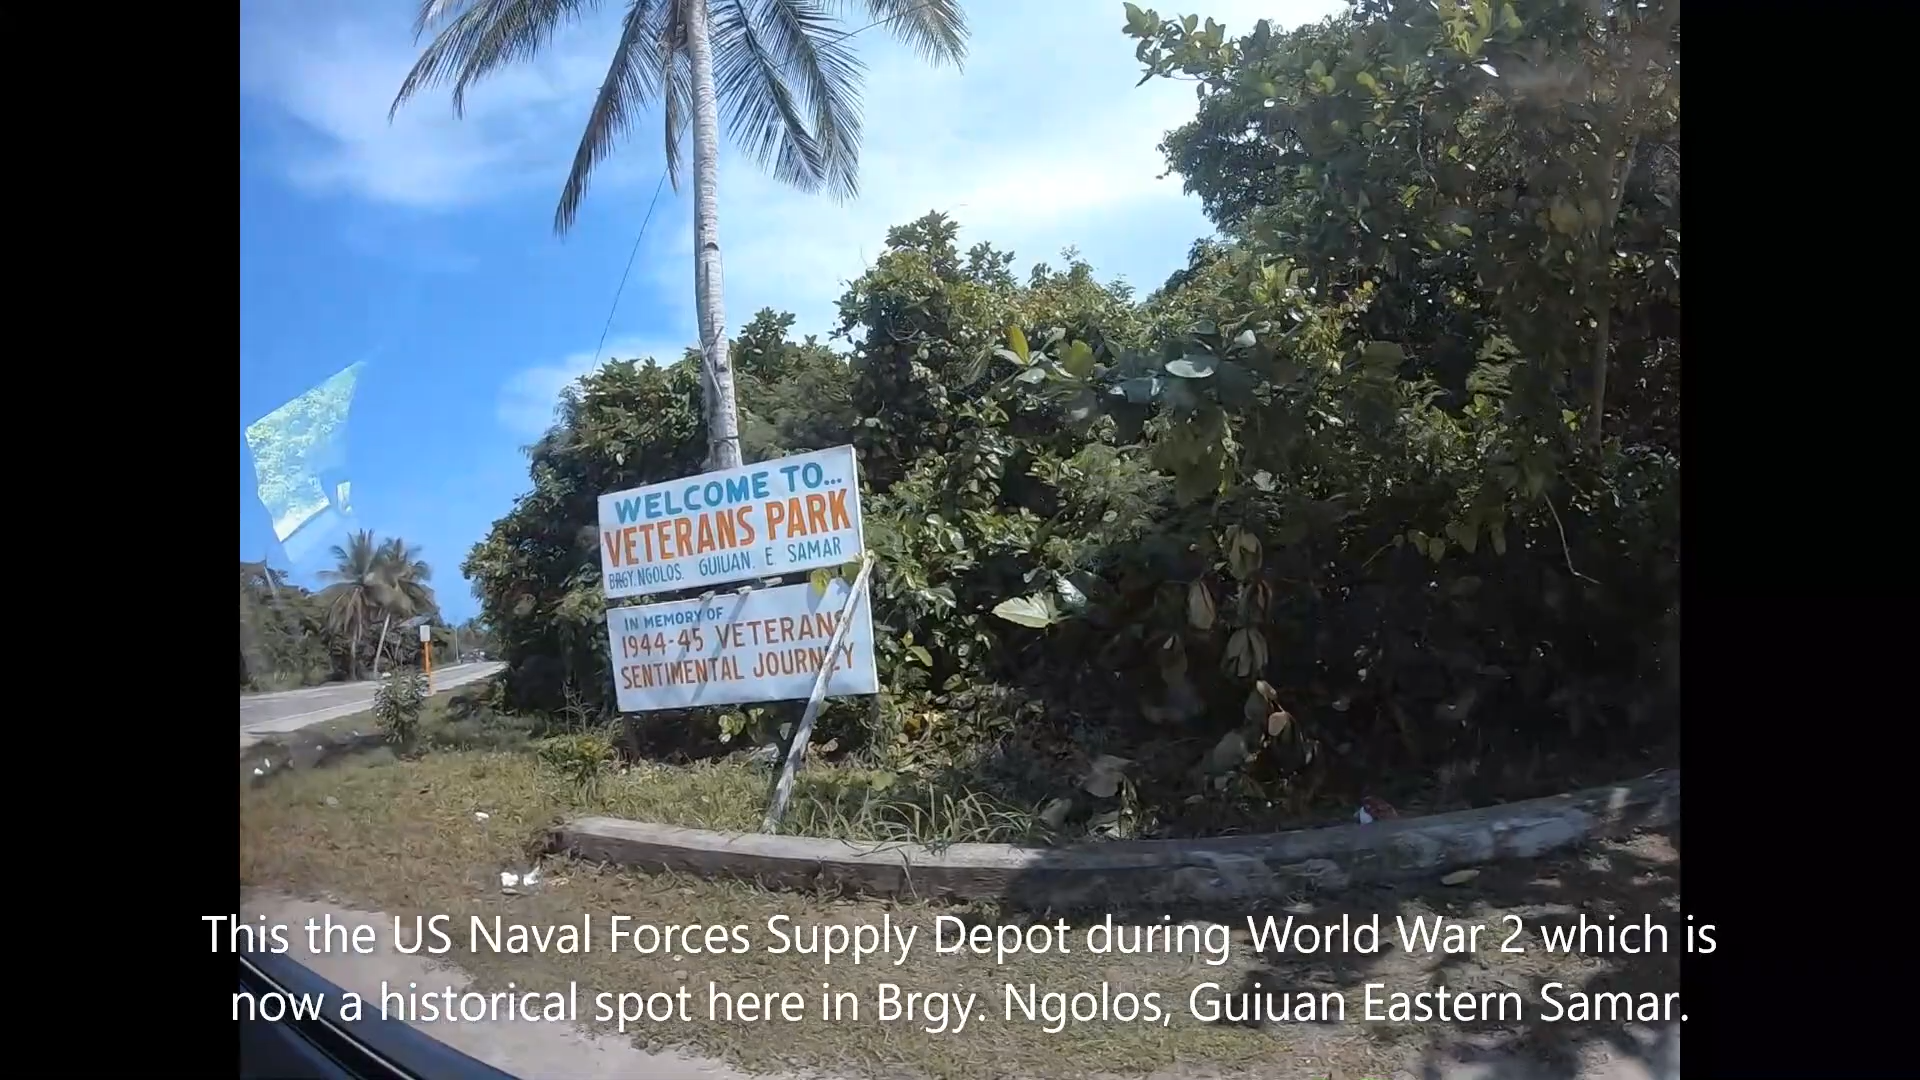 WELCOME TO...
VETERANS PARK
BRGY. NGOLOS. GUIUAN. E. SAMAR
IN MEMORY OF
1944-45 VETERANS
SENTIMENTAL JOURNEY
This the US Naval Forces Supply Depot during World War 2 which is
now a historical spot here in Brgy. Ngolos, Guiuan Eastern Samar.